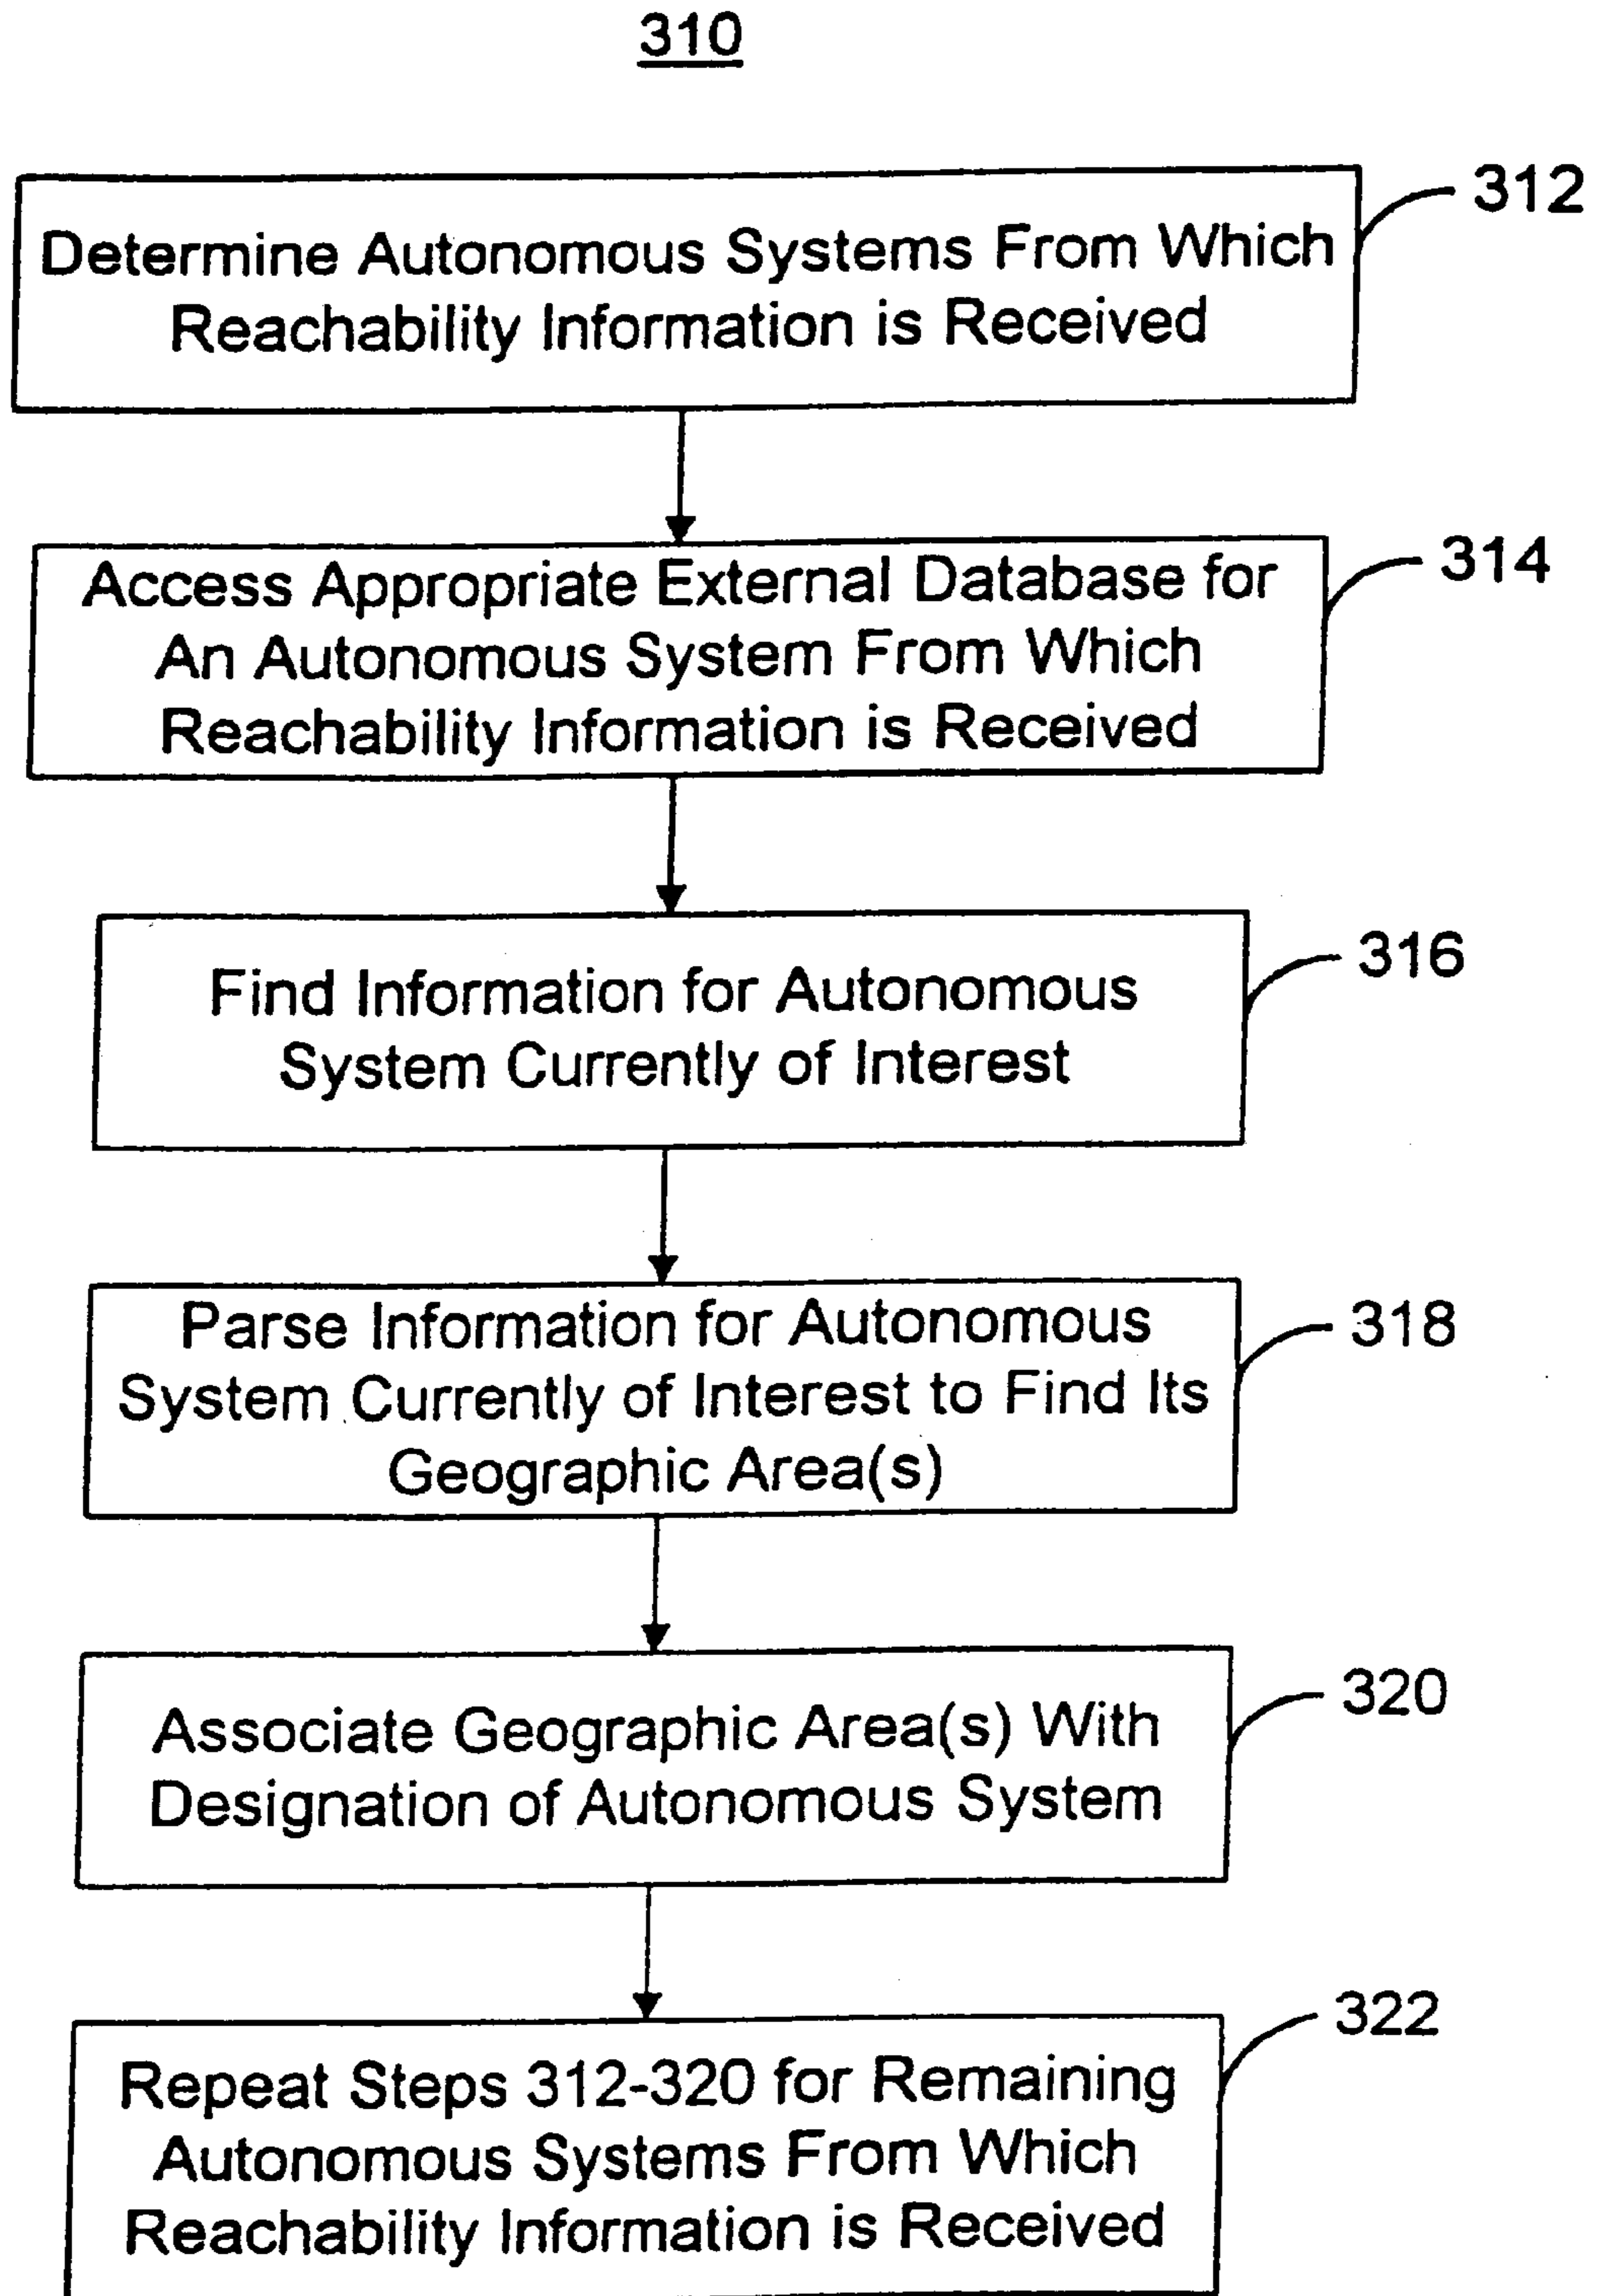 310
312
Determine Autonomous Systems From Which
Reachability Information is Received
314
Access Appropriate External Database for
An Autonomous System From Which
Reachability Information is Received
316
Find Information for Autonomous
System Currently of Interest
318
Parse Information for Autonomous
System Currently of Interest to Find Its
Geographic Area(s)
320
Associate Geographic Area(s) With
Designation of Autonomous System
322
Repeat Steps 312-320 for Remaining
Autonomous Systems From Which
Reachability Information is Received